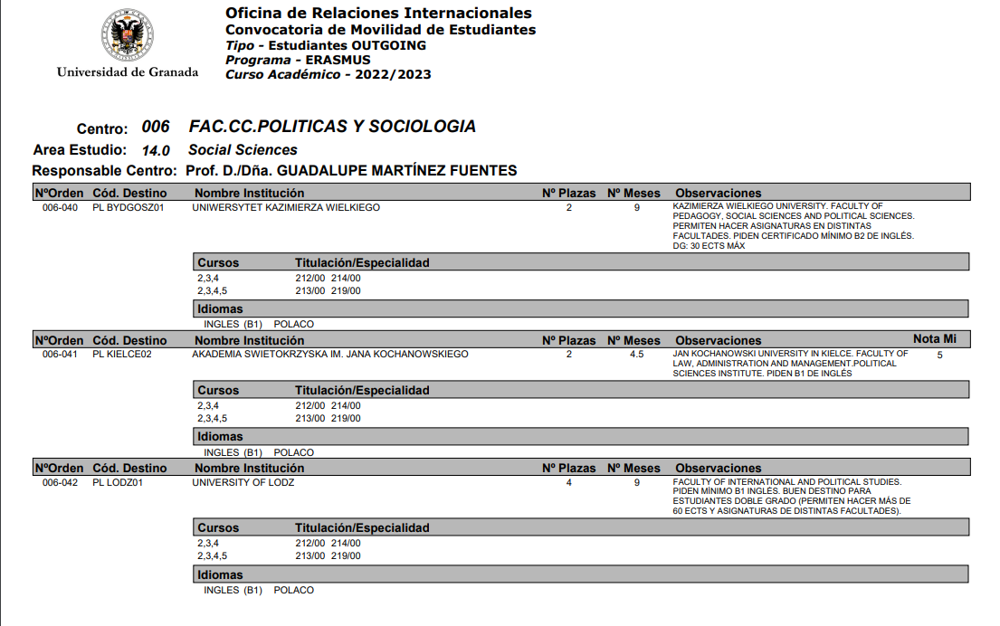 Oficina de Relaciones Internacionales
Convocatoria de Movilidad de Estudiantes
Tipo - Estudiantes OUTGOING
Programa - ERASMUS
Curso Académico - 2022/2023
Universidad de Granada
Centro: 006 FAC.CC.POLITICAS Y SOCIOLOGIA
Area Estudio: 14.0 Social Sciences
Responsable Centro: Prof. D./Dña. GUADALUPE MARTÍNEZ FUENTES
NºOrden Cód. Destino Nombre Institución Nº Plazas Nº Meses Observaciones
006-040 PL BYDGOSZ01 UNIWERSYTET KAZIMIERZA WIELKIEGO 2 9 KAZIMIERZA WIELKIEGO UNIVERSITY. FACULTY OF
PEDAGOGY, SOCIAL SCIENCES AND POLITICAL SCIENCES.
PERMITEN HACER ASIGNATURAS EN DISTINTAS
FACULTADES. PIDEN CERTIFICADO MÍNIMO B2 DE INGLÉS.
DG: 30 ECTS MÁX
Cursos Titulación/Especialidad
2,3,4 212/00 214/00
2,3,4,5 213/00 219/00
Idiomas
INGLES (B1) POLACO
NºOrden Cód. Destino Nombre Institución Nº Plazas Nº Meses Observaciones Nota Mi
006-041 PL KIELCE02 AKADEMIA SWIETOKRZYSKA IM. JANA KOCHANOWSKIEGO 2 4.5 JAN KOCHANOWSKI UNIVERSITY IN KIELCE. FACULTY OF 5
LAW, ADMINISTRATION AND MANAGEMENT.POLITICAL
SCIENCES INSTITUTE. PIDEN B1 DE INGLÉS
Cursos Titulación/Especialidad
2,3,4 212/00 214/00
2,3,4,5 213/00 219/00
Idiomas
INGLES (B1) POLACO
NºOrden Cód. Destino Nombre Institución Nº Plazas Nº Meses Observaciones
006-042 PL LODZ01 UNIVERSITY OF LODZ 4 9 FACULTY OF INTERNATIONAL AND POLITICAL STUDIES.
PIDEN MÍNIMO B1 INGLÉS. BUEN DESTINO PARA
ESTUDIANTES DOBLE GRADO (PERMITEN HACER MÁS DE
60 ECTS Y ASIGNATURAS DE DISTINTAS FACULTADES).
Cursos Titulación/Especialidad
2,3,4 212/00 214/00
2,3,4,5 213/00 219/00
Idiomas
INGLES (B1) POLACO